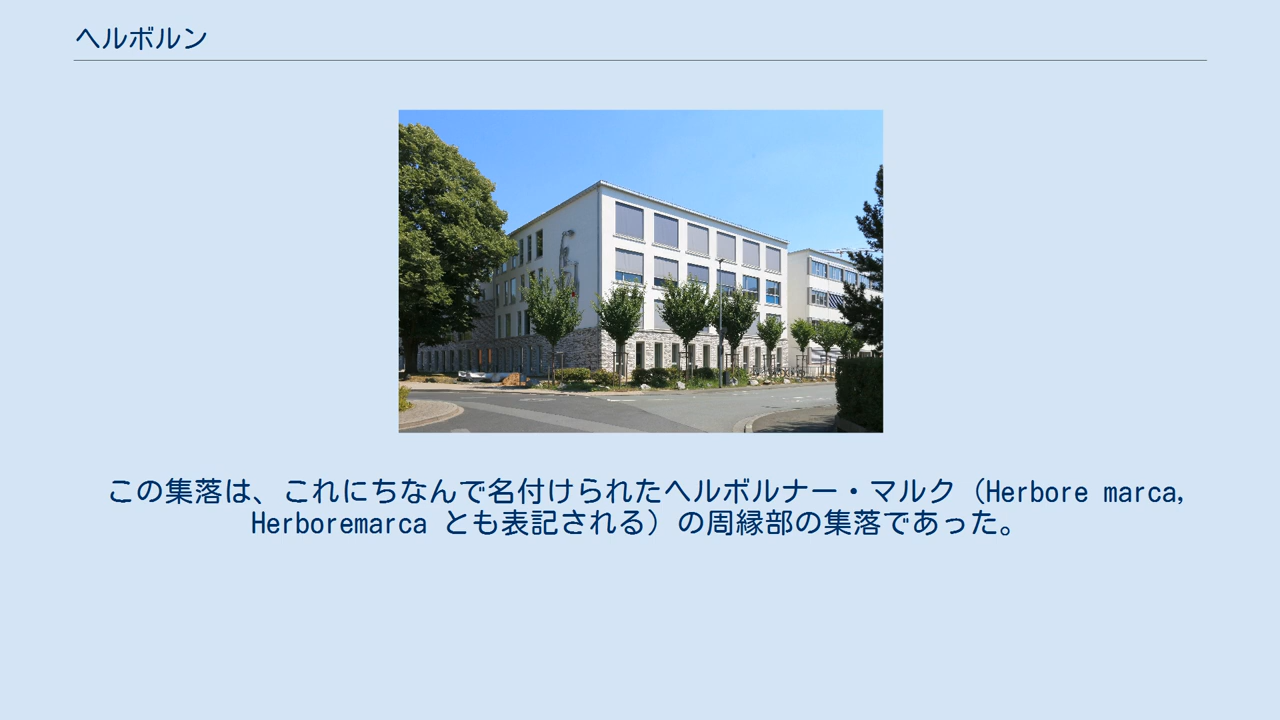 ヘルボルン
この集落は、これにちなんで名付けられたヘルボルナー・マルク（Herbore marca,
Herboremarca とも表記される）の周縁部の集落であった。